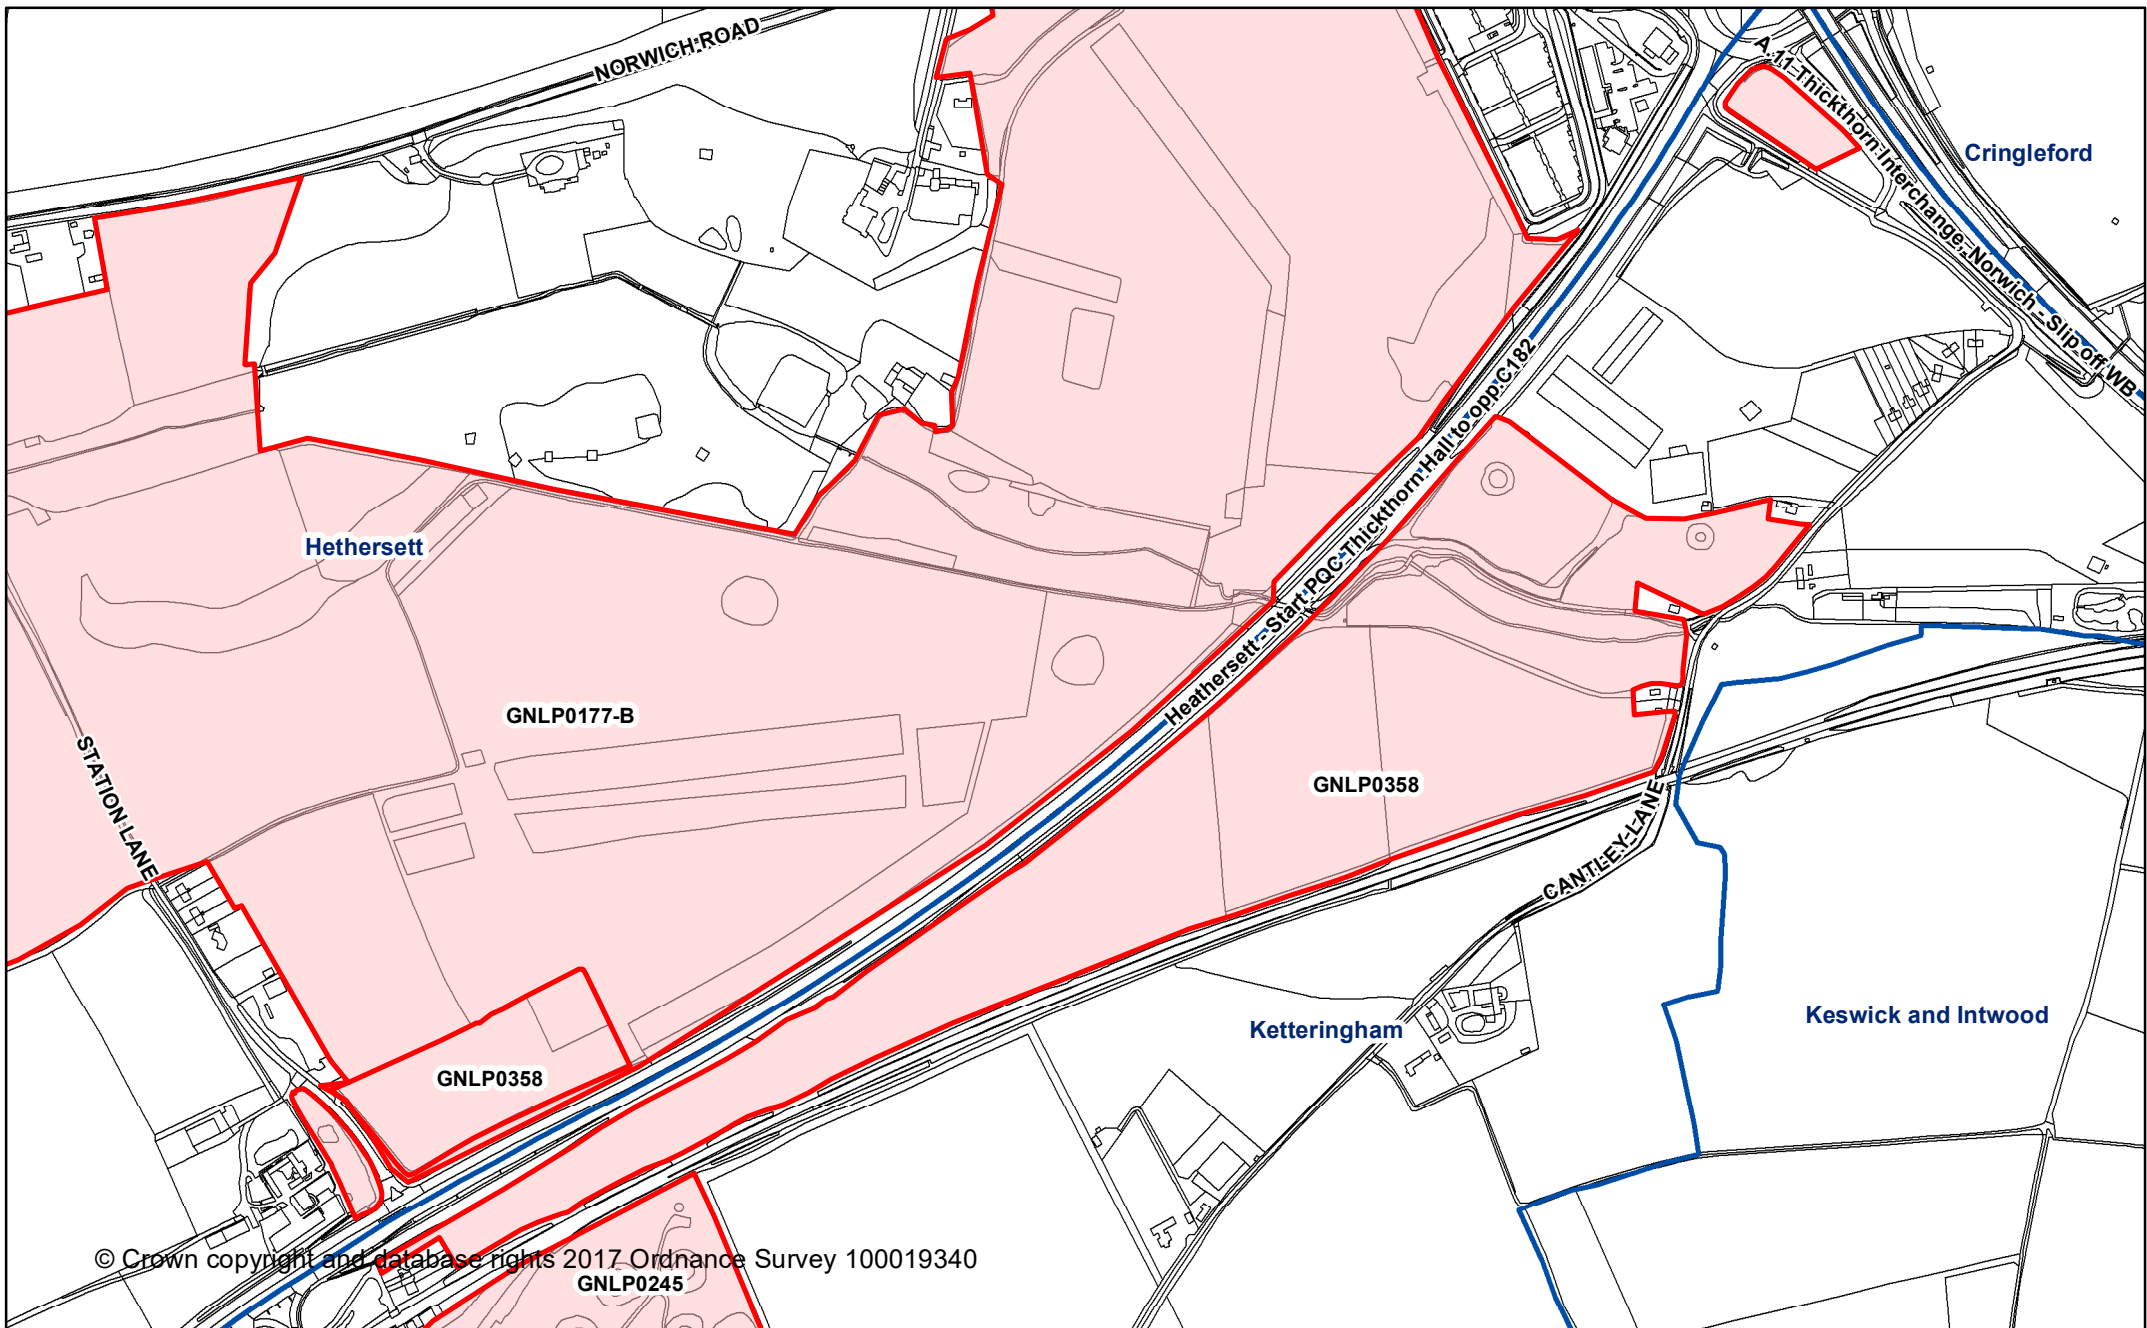 NORWICH ROAD
A.11 Thickthorn Interchange, Norwich - Slip off WB
Cringleford
Heathersett - Start PQC Thickthorn Hall to opp C182
Hethersett
GNLP0177-B
STATION LANE
GNLP0358
CANTLEY LANE
Ketteringham
Keswick and Intwood
GNLP0358
© Crown copyright and database rights 2017 Ordnance Survey 100019340
GNLP0245